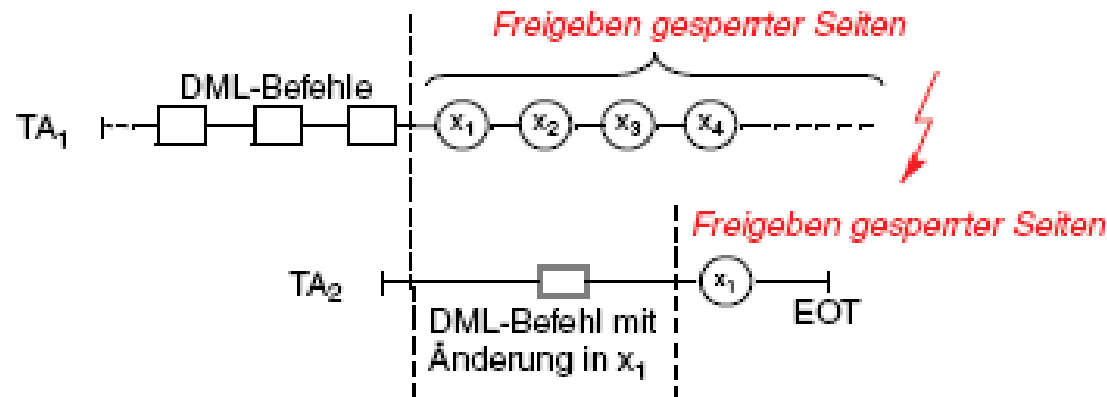 Freigeben gesperrter Seiten
DML-Befehle
TA₁
x₁ x₂ x₃ x₄
Freigeben gesperrter Seiten
TA₂
x₁
EOT
DML-Befehl mit
Änderung in x₁